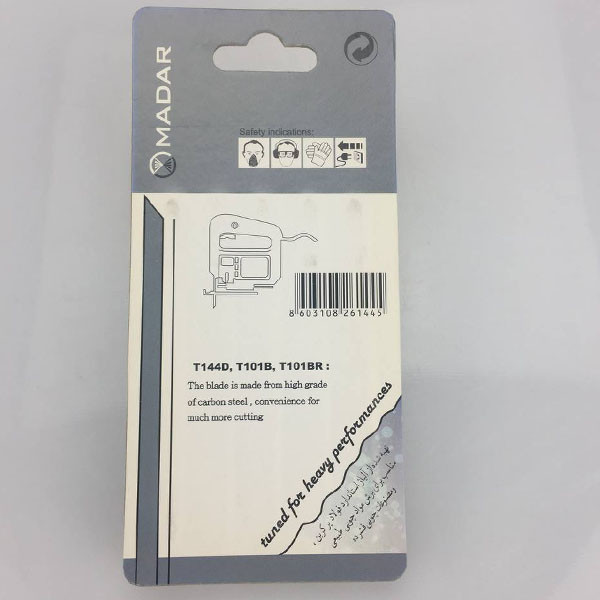 MADAR
Safety indications:
8 603108 261445
T144D, T101B, T101BR :
The blade is made from high grade
of carbon steel , convenience for
much more cutting
tuned for heavy performances